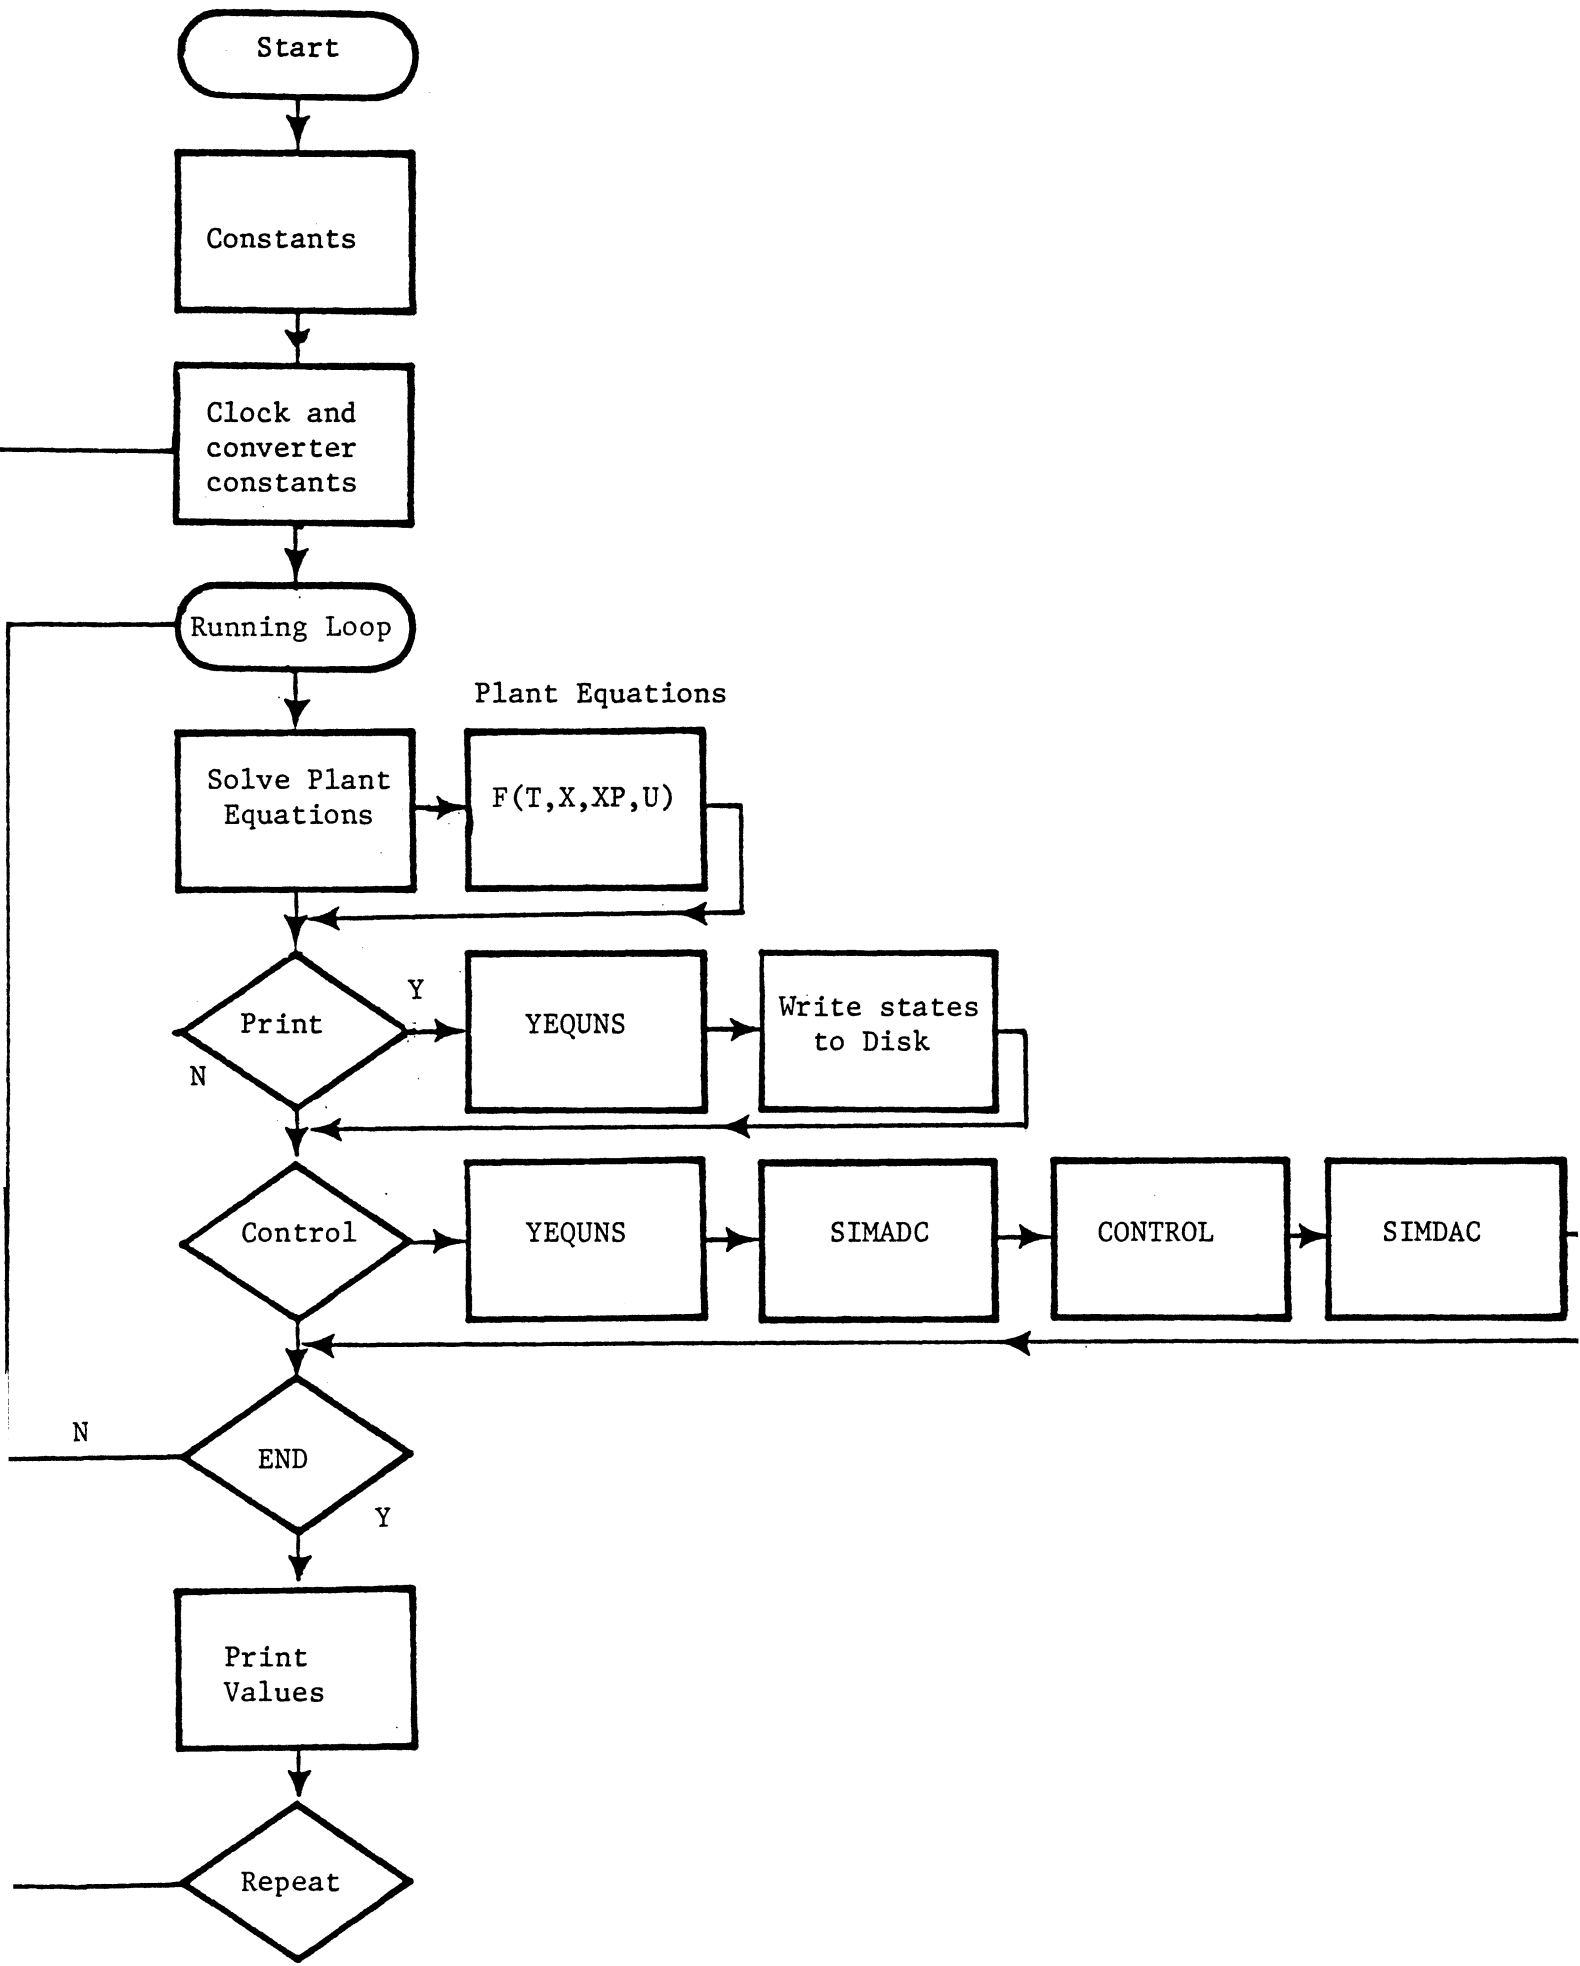 Start
Constants
Clock and
converter
constants
Running Loop
Plant Equations
Solve Plant
Equations
F(T,X,XP,U)
Print
Y
N
YEQUNS
Write states
to Disk
Control
YEQUNS
SIMADC
CONTROL
SIMDAC
N
END
Y
Print
Values
Repeat